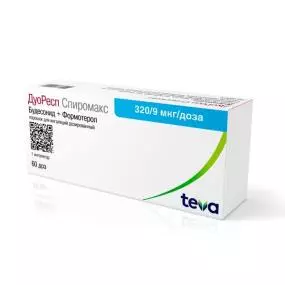 ДуоРесп Спиромакс
Будесонид + Формотерол
порошок для ингаляций дозированный
320/9 мкг/доза
1 ингалятор
60 доз
teva